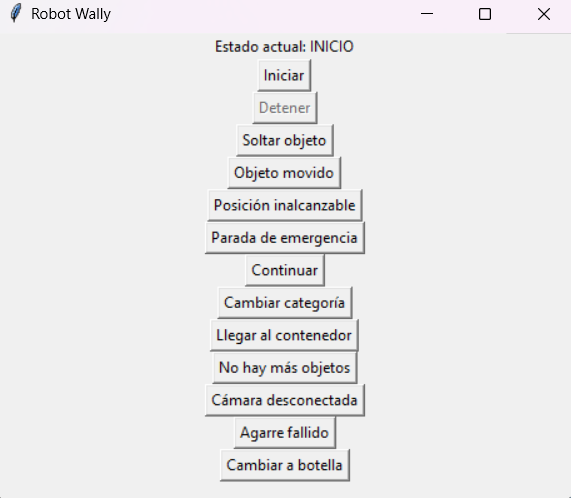 Robot Wally
Estado actual: INICIO
Iniciar
Detener
Soltar objeto
Objeto movido
Posición inalcanzable
Parada de emergencia
Continuar
Cambiar categoría
Llegar al contenedor
No hay más objetos
Cámara desconectada
Agarre fallido
Cambiar a botella